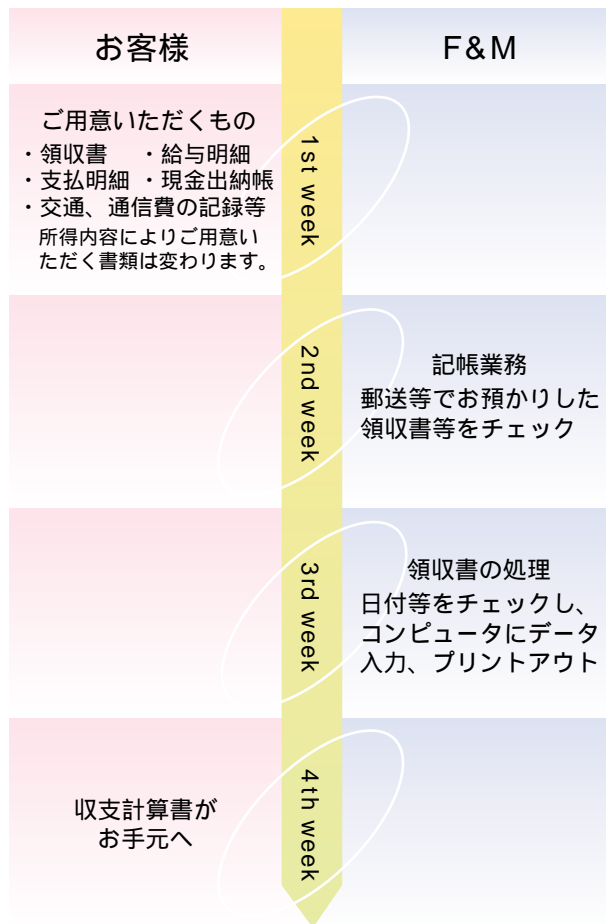 お客様
F&M
1st week
ご用意いただくもの
・領収書 ・給与明細
・支払明細 ・現金出納帳
・交通、通信費の記録等
所得内容によりご用意い
ただく書類は変わります。
2nd week
記帳業務
郵送等でお預かりした
領収書等をチェック
3rd week
領収書の処理
日付等をチェックし、
コンピュータにデータ
入力、プリントアウト
4th week
収支計算書が
お手元へ